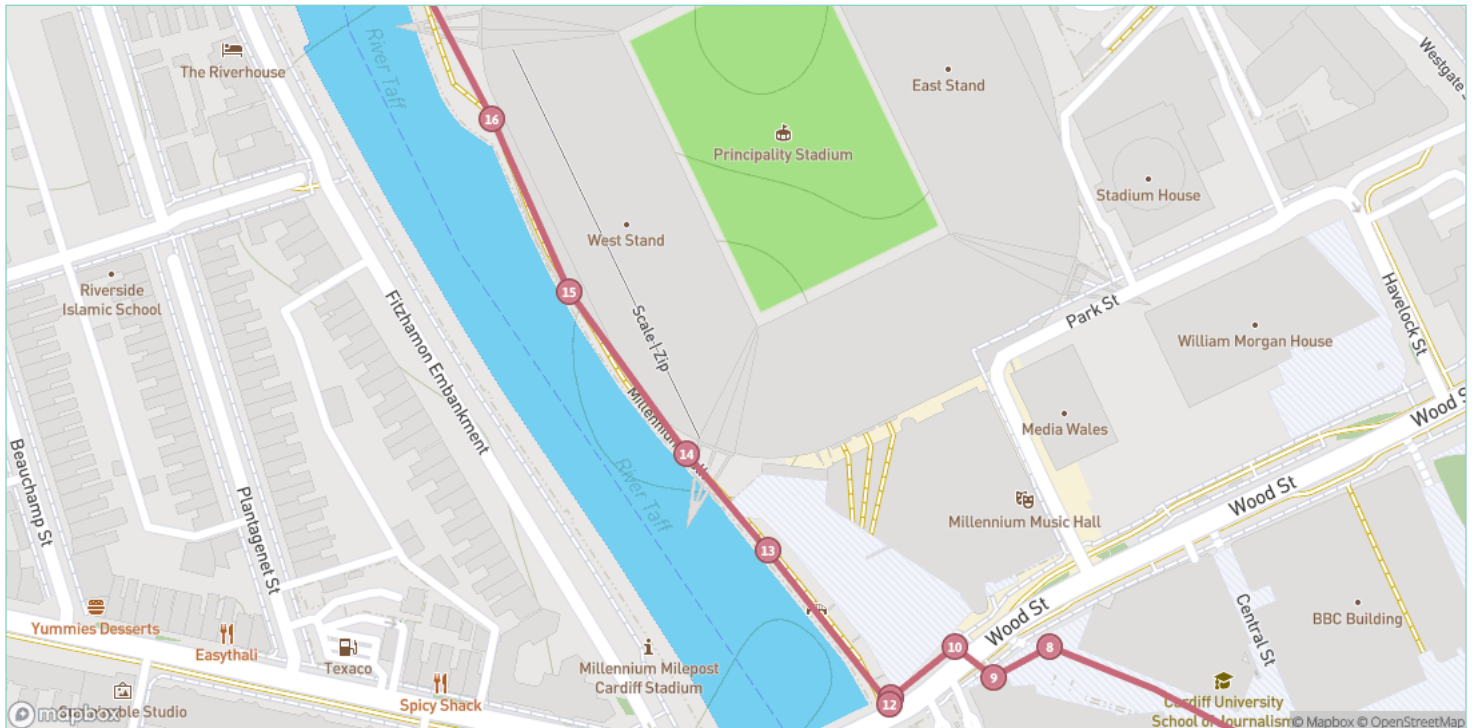 River Taff
The Riverhouse
16
East Stand
Westgate
Principality Stadium
Stadium House
West Stand
Riverside
Islamic School
15
Scale | Zip
Fitzhamon Embankment
Park St
Havelock St
William Morgan House
Millennium
Media Wales
Wood St
14
River Taff
Beauchamp St
Plantagenet St
Wood St
Millennium Music Hall
13
Central St
BBC Building
Yummies Desserts
Easythali
Texaco
Millennium Milepost
Cardiff Stadium
Wood St
10
8
9
12
Spicy Shack
Studio
Cardiff University
School of Journalism
mapbox
© Mapbox © OpenStreetMap